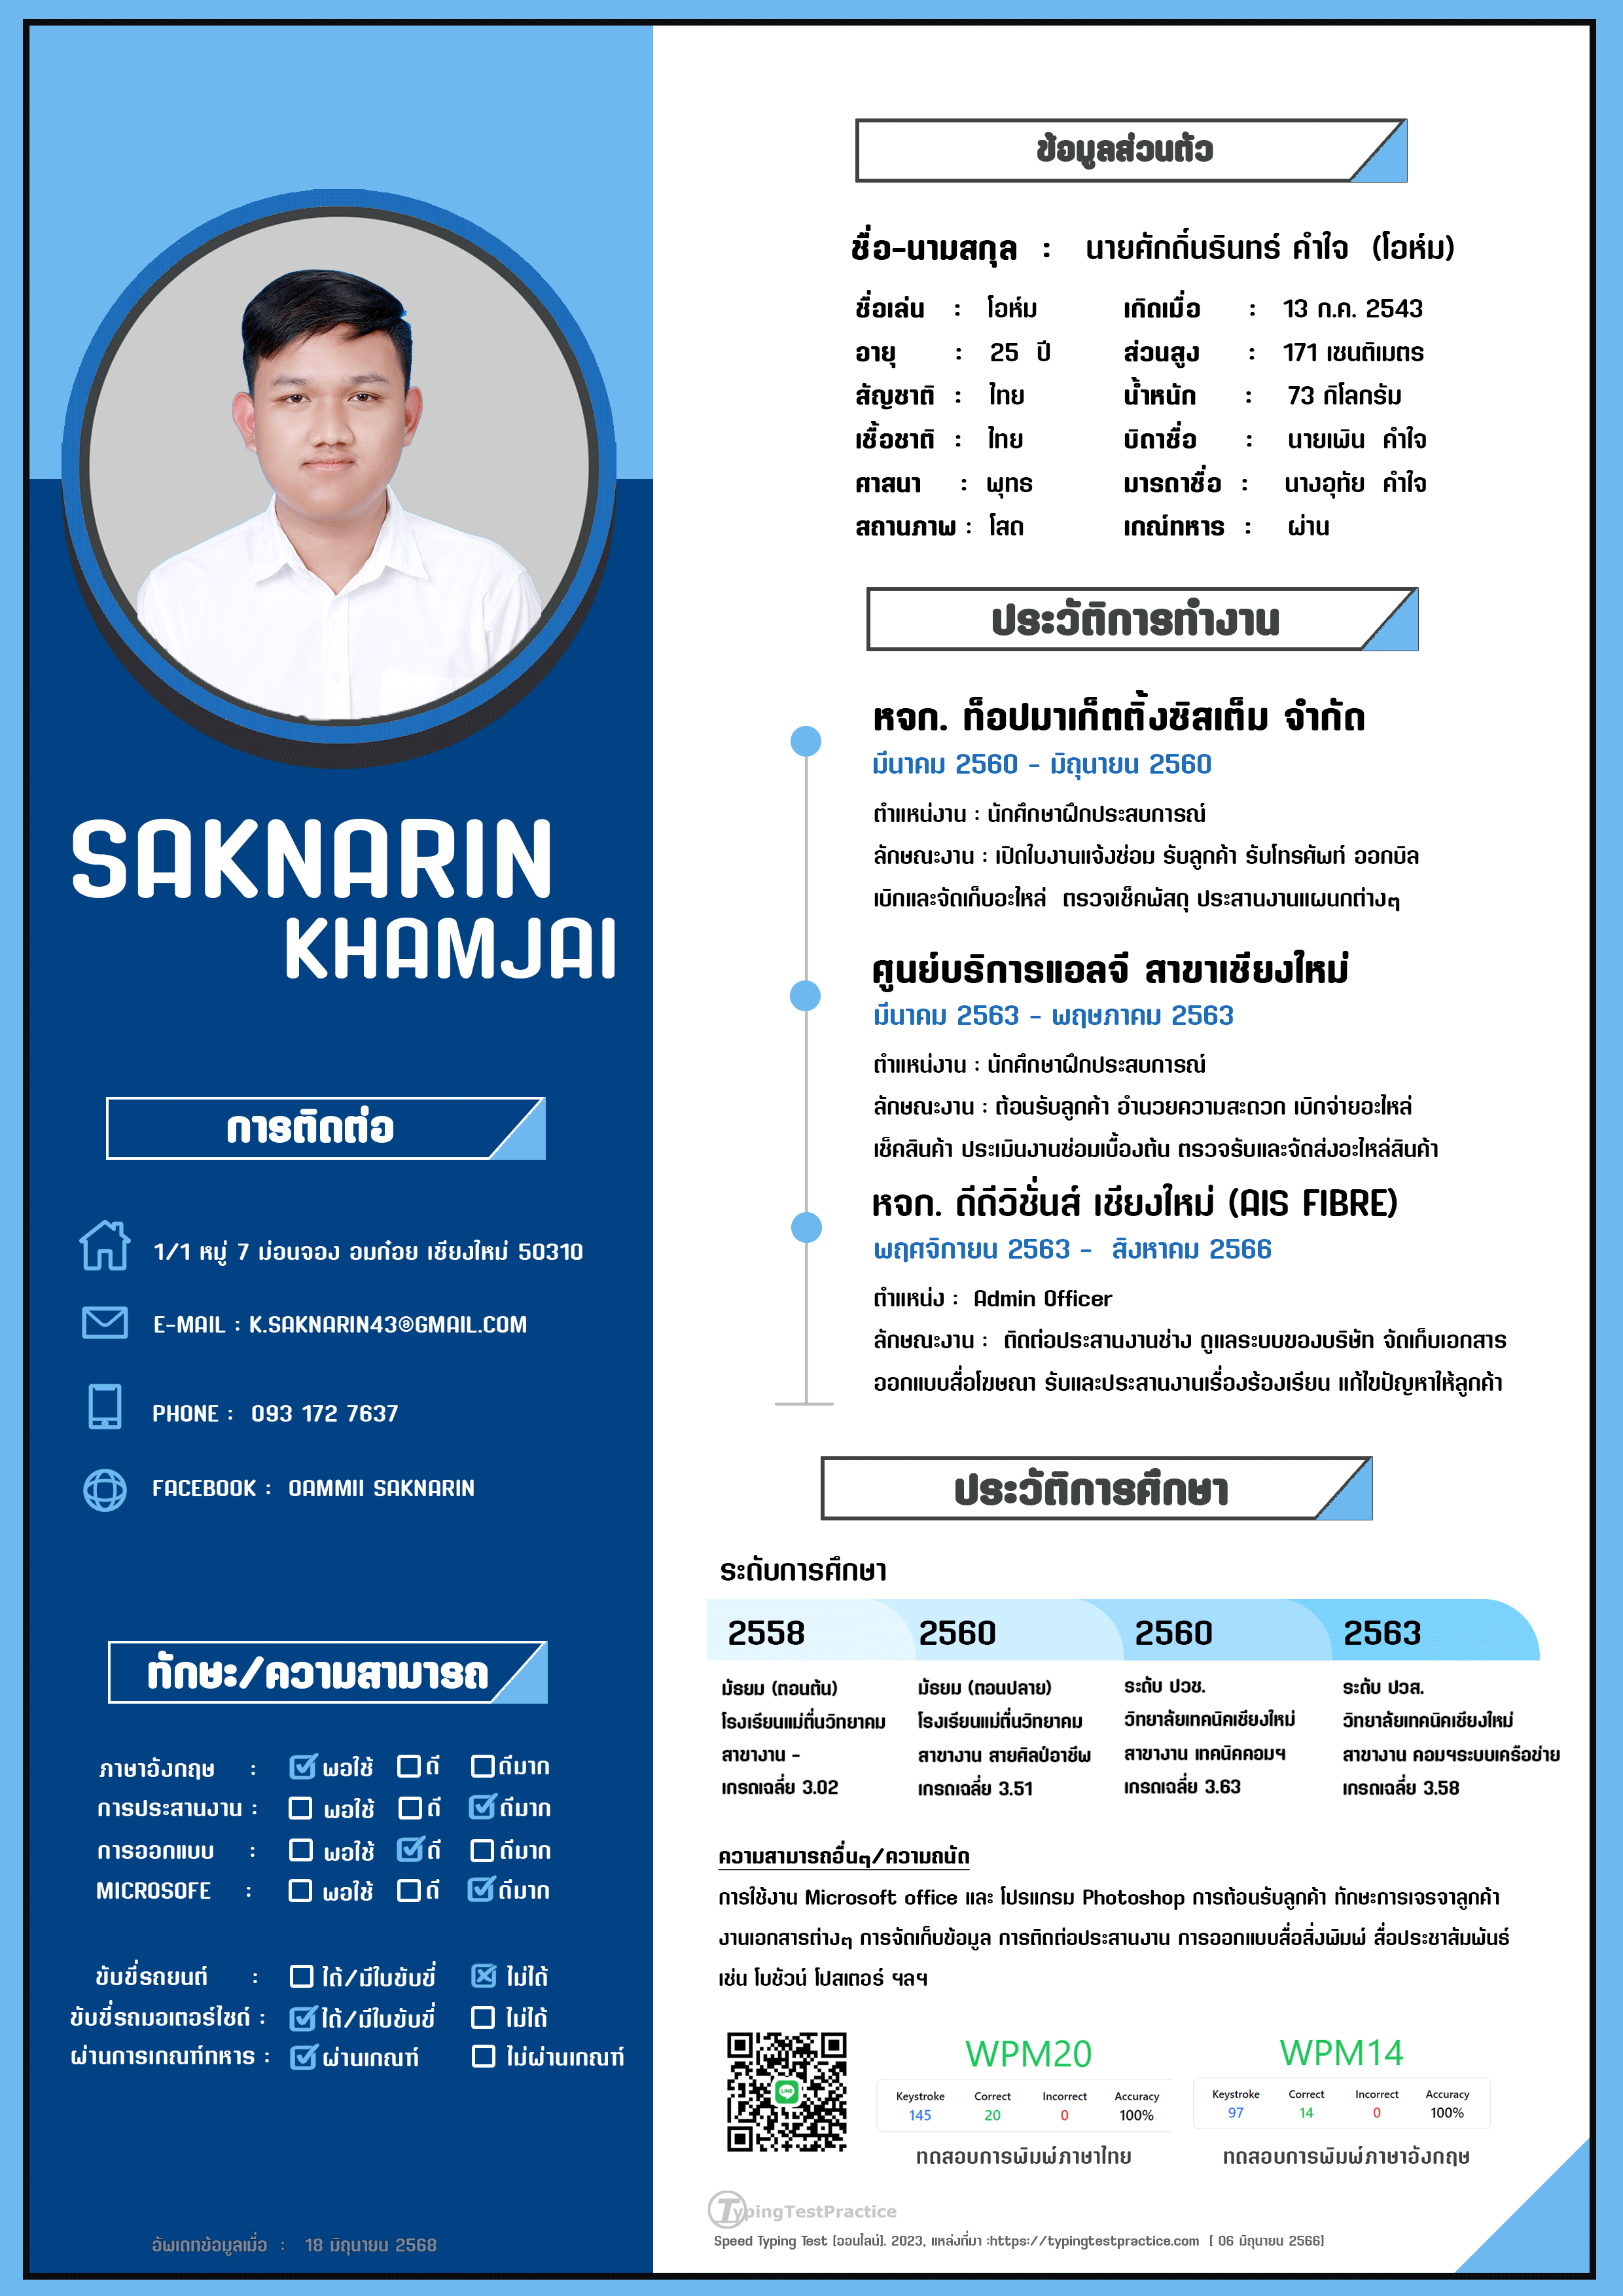 SAKNARIN
KHAMJAI
การติดต่อ
1/1 หมู่ 7 ม่อนจอง อมก๋อย เชียงใหม่ 50310
E-MAIL : K.SAKNARIN43@GMAIL.COM
PHONE : 093 172 7637
FACEBOOK : OAMMII SAKNARIN
ทักษะ/ความสามารถ
ภาษาอังกฤษ : พอใช้ ดี ดีมาก
การประสานงาน : พอใช้ ดี ดีมาก
การออกแบบ : พอใช้ ดี ดีมาก
MICROSOFE : พอใช้ ดี ดีมาก
ขับขี่รถยนต์ : ได้/มีใบขับขี่ ไม่ได้
ขับขี่รถมอเตอร์ไซด์ : ได้/มีใบขับขี่ ไม่ได้
ผ่านการเกณฑ์ทหาร : ผ่านเกณฑ์ ไม่ผ่านเกณฑ์
อัพเดทข้อมูลเมื่อ : 18 มิถุนายน 2568
ข้อมูลส่วนตัว
ชื่อ-นามสกุล : นายศักดิ์นรินทร์ คำใจ (โอห์ม)
ชื่อเล่น : โอห์ม เกิดเมื่อ : 13 ก.ค. 2543
อายุ : 25 ปี ส่วนสูง : 171 เซนติเมตร
สัญชาติ : ไทย น้ำหนัก : 73 กิโลกรัม
เชื้อชาติ : ไทย บิดาชื่อ : นายเพิน คำใจ
ศาสนา : พุทธ มารดาชื่อ : นางอุทัย คำใจ
สถานภาพ : โสด เกณ์ทหาร : ผ่าน
ประวัติการทำงาน
หจก. ท็อปมาเก็ตติ้งซิสเต็ม จำกัด
มีนาคม 2560 - มิถุนายน 2560
ตำแหน่งงาน : นักศึกษาฝึกประสบการณ์
ลักษณะงาน : เปิดใบงานแจ้งซ่อม รับลูกค้า รับโทรศัพท์ ออกบิล
เบิกและจัดเก็บอะไหล่ ตรวจเช็คพัสดุ ประสานงานแผนกต่างๆ
ศูนย์บริการแอลจี สาขาเชียงใหม่
มีนาคม 2563 - พฤษภาคม 2563
ตำแหน่งงาน : นักศึกษาฝึกประสบการณ์
ลักษณะงาน : ต้อนรับลูกค้า อำนวยความสะดวก เบิกจ่ายอะไหล่
เช็คสินค้า ประเมินงานซ่อมเบื้องต้น ตรวจรับและจัดส่งอะไหล่สินค้า
หจก. ดีดีวิชั่นส์ เชียงใหม่ (AIS FIBRE)
พฤศจิกายน 2563 - สิงหาคม 2566
ตำแหน่ง : Admin Officer
ลักษณะงาน : ติดต่อประสานงานช่าง ดูแลระบบของบริษัท จัดเก็บเอกสาร
ออกแบบสื่อโฆษณา รับและประสานงานเรื่องร้องเรียน แก้ไขปัญหาให้ลูกค้า
ประวัติการศึกษา
ระดับการศึกษา
2558 2560 2560 2563
มัธยม (ตอนต้น) มัธยม (ตอนปลาย) ระดับ ปวช. ระดับ ปวส.
โรงเรียนแม่ตื่นวิทยาคม โรงเรียนแม่ตื่นวิทยาคม วิทยาลัยเทคนิคเชียงใหม่ วิทยาลัยเทคนิคเชียงใหม่
สาขางาน - สาขางาน สายศิลป์อาชีพ สาขางาน เทคนิคคอมฯ สาขางาน คอมฯระบบเครือข่าย
เกรดเฉลี่ย 3.02 เกรดเฉลี่ย 3.51 เกรดเฉลี่ย 3.63 เกรดเฉลี่ย 3.58
ความสามารถอื่นๆ/ความถนัด
การใช้งาน Microsoft office และ โปรแกรม Photoshop การต้อนรับลูกค้า ทักษะการเจรจาลูกค้า
งานเอกสารต่างๆ การจัดเก็บข้อมูล การติดต่อประสานงาน การออกแบบสื่อสิ่งพิมพ์ สื่อประชาสัมพันธ์
เช่น โบชัวน์ โปสเตอร์ ฯลฯ
LINE
WPM20 WPM14
Keystroke Correct Incorrect Accuracy Keystroke Correct Incorrect Accuracy
145 20 0 100% 97 14 0 100%
ทดสอบการพิมพ์ภาษาไทย ทดสอบการพิมพ์ภาษาอังกฤษ
TypingTestPractice
Speed Typing Test [ออนไลน์]. 2023, แหล่งที่มา :https://typingtestpractice.com [ 06 มิถุนายน 2566]